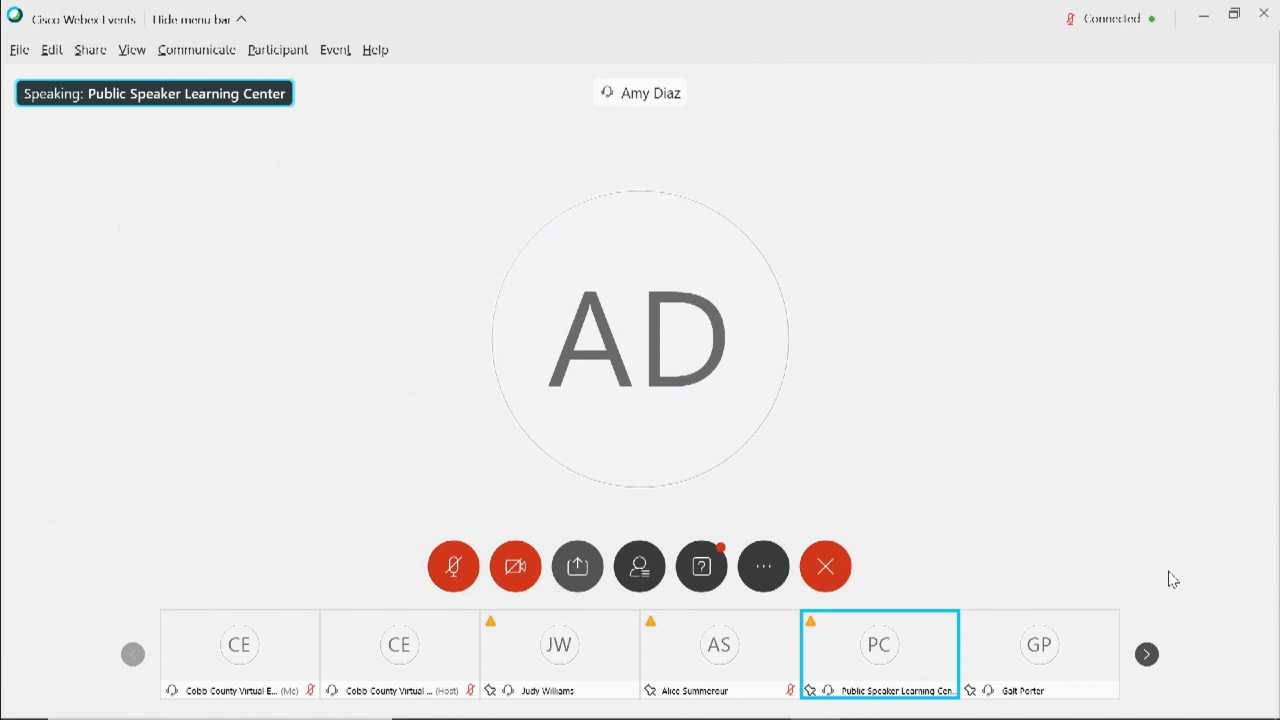 Cisco Webex Events
Hide menu bar
Connected
File Edit Share View Communicate Participant Event Help
Speaking: Public Speaker Learning Center
Amy Diaz
AD
?
CE
CE
JW
AS
PC
GP
Cobb County Virtual E... (Me)
Cobb County Virtual ... (Host)
Judy Williams
Alice Summerour
Public Speaker Learning Cen...
Galt Porter